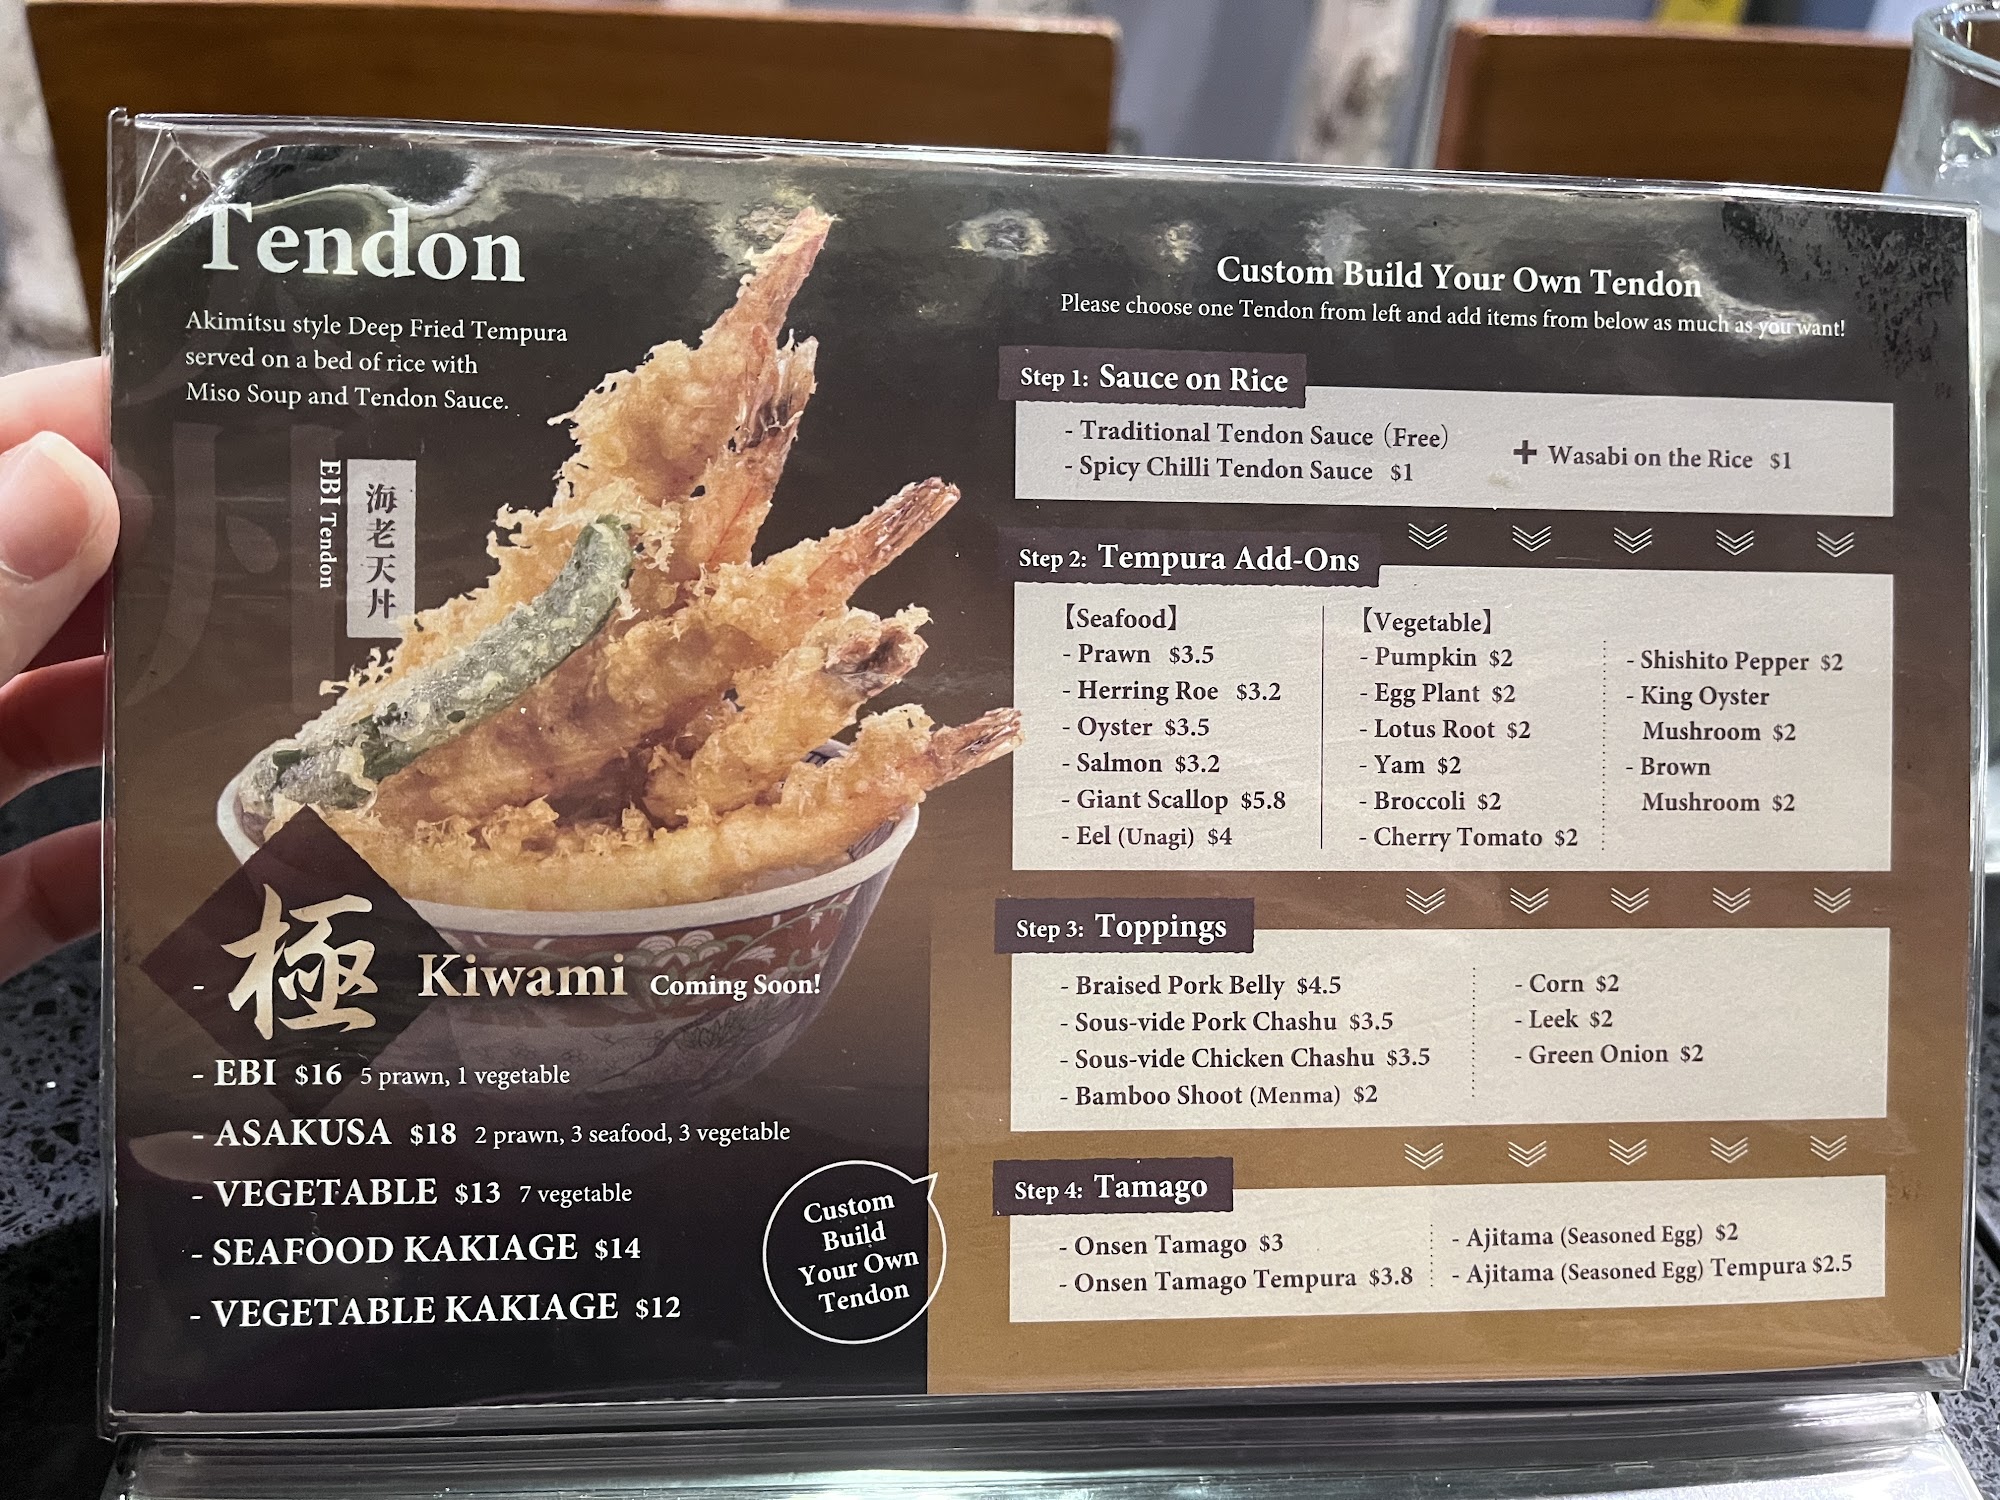 Tendon
Akimitsu style Deep Fried Tempura
served on a bed of rice with
Miso Soup and Tendon Sauce.
海老天丼
EBI Tendon
- 極 Kiwami Coming Soon!
- EBI $16 5 prawn, 1 vegetable
- ASAKUSA $18 2 prawn, 3 seafood, 3 vegetable
- VEGETABLE $13 7 vegetable
- SEAFOOD KAKIAGE $14
- VEGETABLE KAKIAGE $12
Custom
Build
Your Own
Tendon
Custom Build Your Own Tendon
Please choose one Tendon from left and add items from below as much as you want!
Step 1: Sauce on Rice
- Traditional Tendon Sauce (Free)
- Spicy Chilli Tendon Sauce $1
+ Wasabi on the Rice $1
Step 2: Tempura Add-Ons
【Seafood】
- Prawn $3.5
- Herring Roe $3.2
- Oyster $3.5
- Salmon $3.2
- Giant Scallop $5.8
- Eel (Unagi) $4
【Vegetable】
- Pumpkin $2
- Egg Plant $2
- Lotus Root $2
- Yam $2
- Broccoli $2
- Cherry Tomato $2
- Shishito Pepper $2
- King Oyster
Mushroom $2
- Brown
Mushroom $2
Step 3: Toppings
- Braised Pork Belly $4.5
- Sous-vide Pork Chashu $3.5
- Sous-vide Chicken Chashu $3.5
- Bamboo Shoot (Menma) $2
- Corn $2
- Leek $2
- Green Onion $2
Step 4: Tamago
- Onsen Tamago $3
- Onsen Tamago Tempura $3.8
- Ajitama (Seasoned Egg) $2
- Ajitama (Seasoned Egg) Tempura $2.5